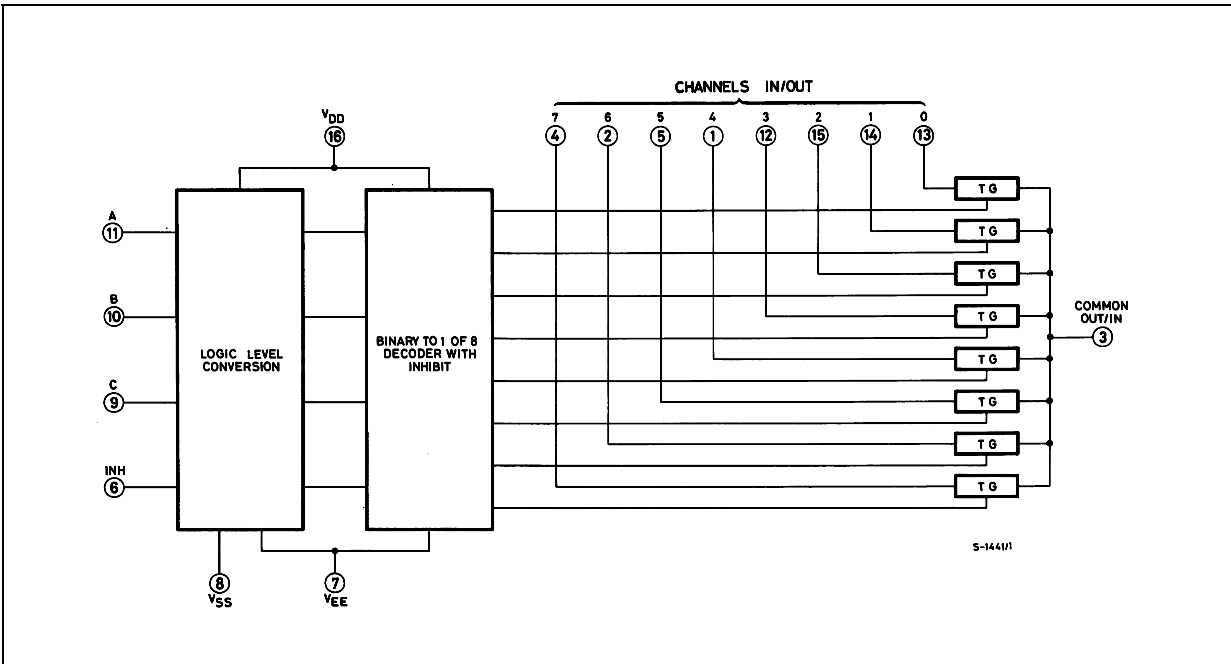 CHANNELS IN/OUT
7 6 5 4 3 2 1 0
4 2 5 1 12 15 14 13
VDD
16
A
11
B
10
C
9
INH
6
LOGIC LEVEL
CONVERSION
BINARY TO 1 OF 8
DECODER WITH
INHIBIT
TG
TG
TG
TG
TG
TG
TG
TG
COMMON
OUT/IN
3
8
VSS
7
VEE
S-1441/1